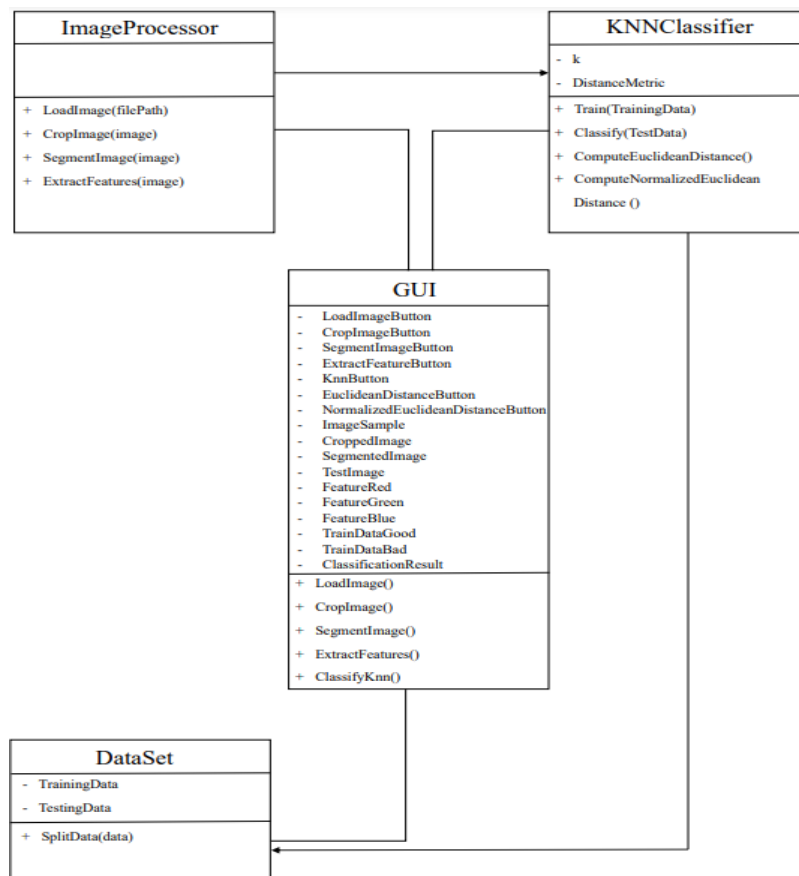 ImageProcessor
+ LoadImage(filePath)
+ CropImage(image)
+ SegmentImage(image)
+ ExtractFeatures(image)
KNNClassifier
- k
- DistanceMetric
+ Train(TrainingData)
+ Classify(TestData)
+ ComputeEuclideanDistance()
+ ComputeNormalizedEuclidean
Distance ()
GUI
- LoadImageButton
- CropImageButton
- SegmentImageButton
- ExtractFeatureButton
- KnnButton
- EuclideanDistanceButton
- NormalizedEuclideanDistanceButton
- ImageSample
- CroppedImage
- SegmentedImage
- TestImage
- FeatureRed
- FeatureGreen
- FeatureBlue
- TrainDataGood
- TrainDataBad
- ClassificationResult
+ LoadImage()
+ CropImage()
+ SegmentImage()
+ ExtractFeatures()
+ ClassifyKnn()
DataSet
- TrainingData
- TestingData
+ SplitData(data)